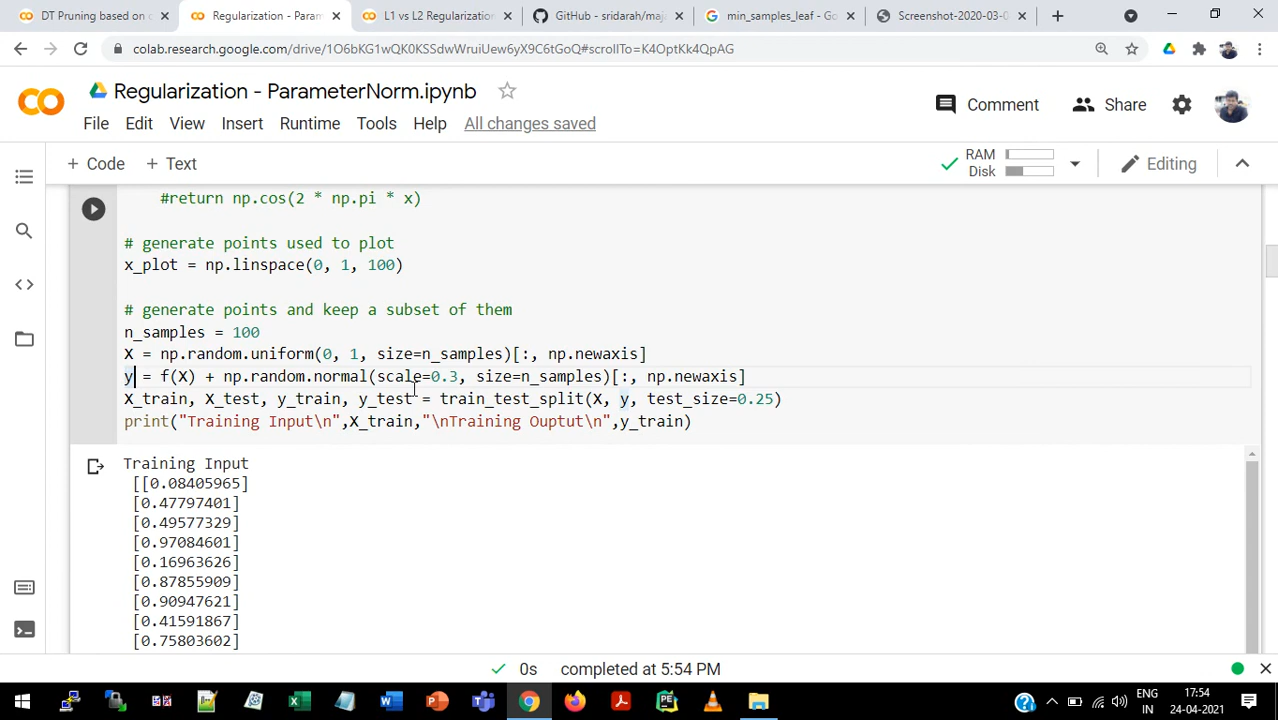 DT Pruning based on c
Regularization - Param
L1 vs L2 Regularization
GitHub - sridarah/maj
min_samples_leaf - Go
Screenshot-2020-03-0
colab.research.google.com/drive/1O6bKG1wQK0KSSdwWruiUew6yX9C6tGoQ#scrollTo=K4OptKk4QpAG
CO
Regularization - ParameterNorm.ipynb
Comment
Share
File Edit View Insert Runtime Tools Help All changes saved
+ Code + Text
RAM
Disk
Editing
#return np.cos(2 * np.pi * x)
# generate points used to plot
x_plot = np.linspace(0, 1, 100)
# generate points and keep a subset of them
n_samples = 100
X = np.random.uniform(0, 1, size=n_samples)[:, np.newaxis]
y = f(X) + np.random.normal(scale=0.3, size=n_samples)[:, np.newaxis]
X_train, X_test, y_train, y_test = train_test_split(X, y, test_size=0.25)
print("Training Input\n",X_train,"\nTraining Ouptut\n",y_train)
Training Input
[[0.08405965]
[0.47797401]
[0.49577329]
[0.97084601]
[0.16963626]
[0.87855909]
[0.90947621]
[0.41591867]
[0.75803602]
0s completed at 5:54 PM
ENG
IN
17:54
24-04-2021